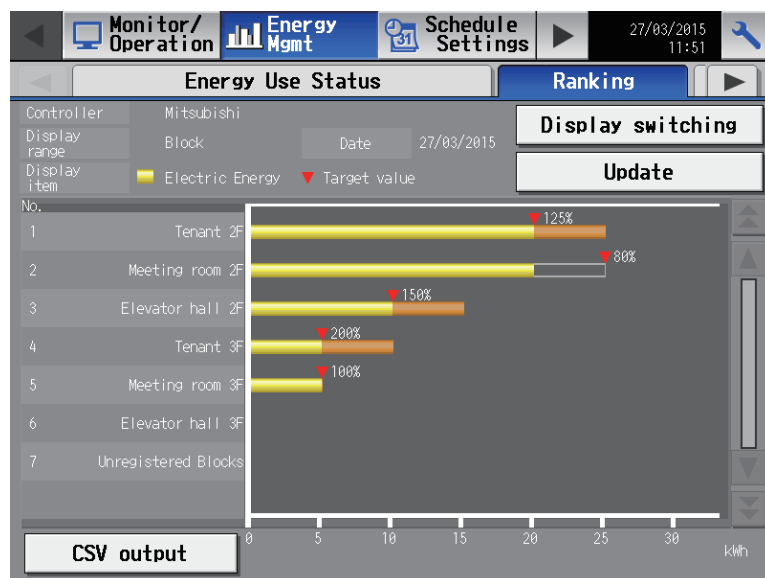 Monitor/
Operation
Energy
Mgmt
31
Schedule
Settings
27/03/2015
11:51
Energy Use Status
Ranking
Controller Mitsubishi
Display
range
Block
Date 27/03/2015
Display
item
Electric Energy
Target value
Display switching
Update
No.
1 Tenant 2F 125%
2 Meeting room 2F 80%
3 Elevator hall 2F 150%
4 Tenant 3F 200%
5 Meeting room 3F 100%
6 Elevator hall 3F
7 Unregistered Blocks
0 5 10 15 20 25 30
kWh
CSV output